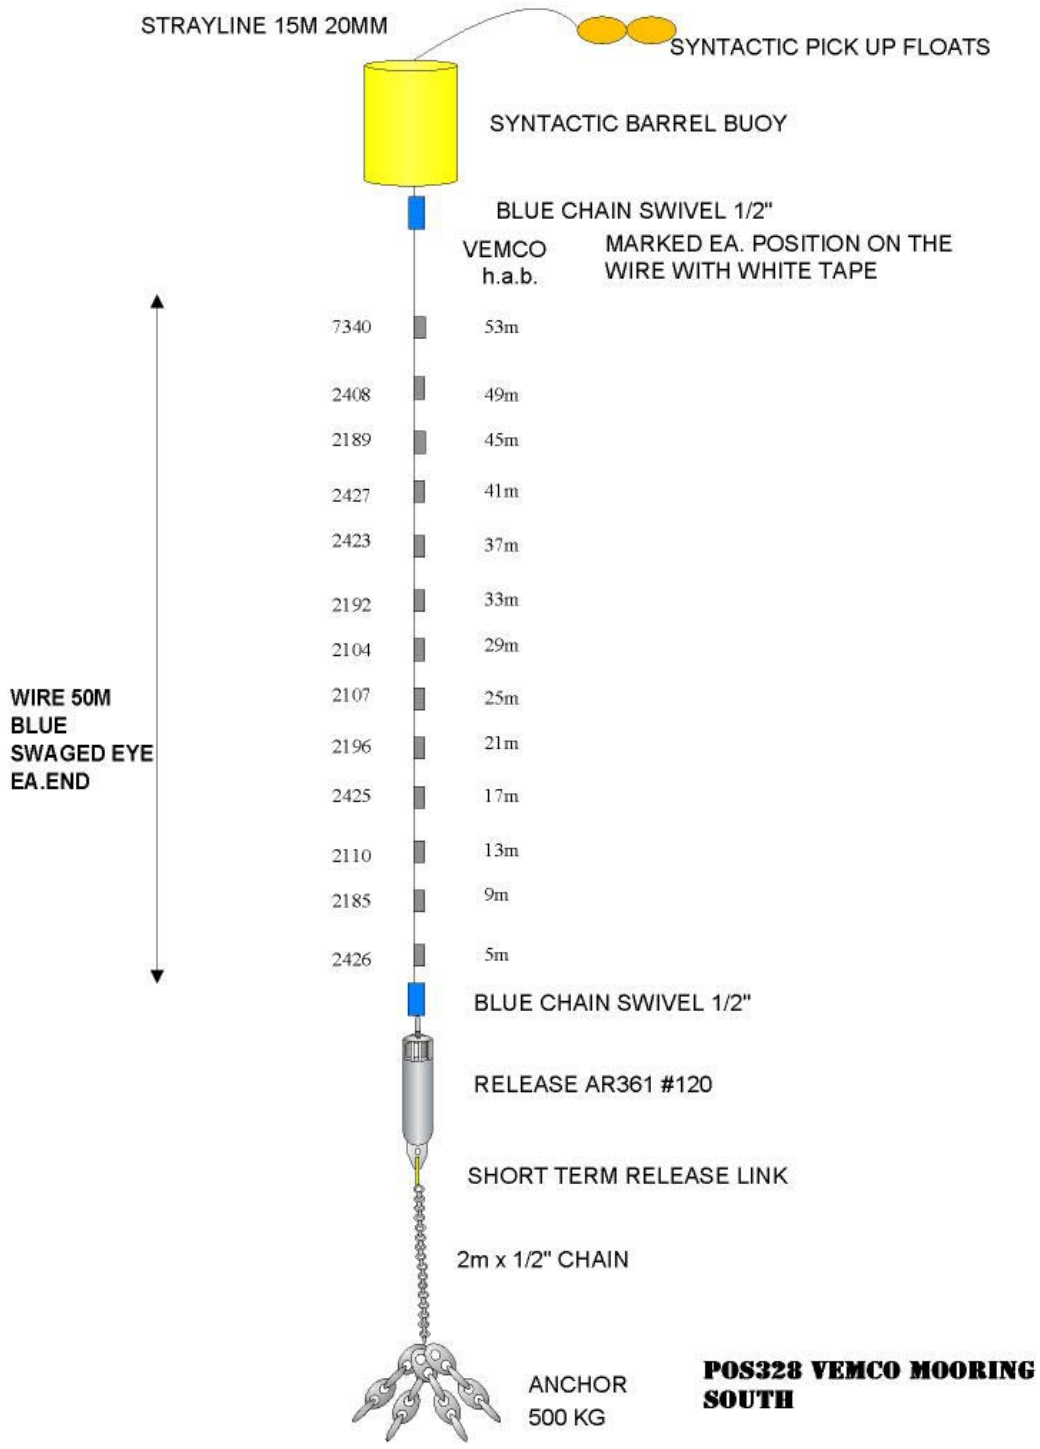 STRAYLINE 15M 20MM
SYNTACTIC PICK UP FLOATS
SYNTACTIC BARREL BUOY
BLUE CHAIN SWIVEL 1/2"
VEMCO
h.a.b.
MARKED EA. POSITION ON THE
WIRE WITH WHITE TAPE
7340 53m
2408 49m
2189 45m
2427 41m
2423 37m
2192 33m
2104 29m
2107 25m
2196 21m
2425 17m
2110 13m
2185 9m
2426 5m
WIRE 50M
BLUE
SWAGED EYE
EA.END
BLUE CHAIN SWIVEL 1/2"
RELEASE AR361 #120
SHORT TERM RELEASE LINK
2m x 1/2" CHAIN
ANCHOR
500 KG
POS328 VEMCO MOORING
SOUTH